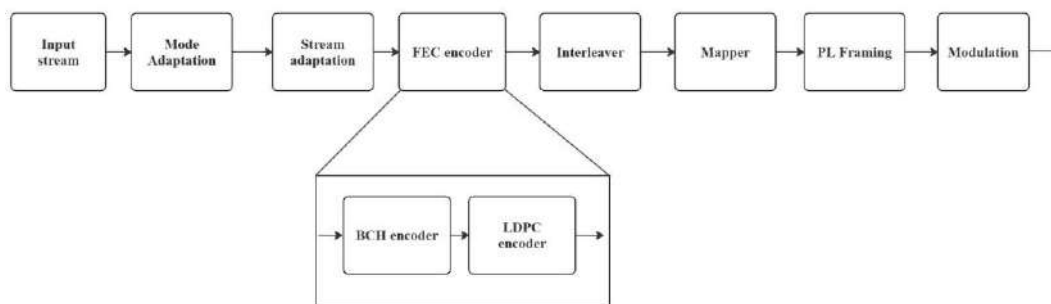 Input
stream
Mode
Adaptation
Stream
adaptation
FEC encoder
Interleaver
Mapper
PL Framing
Modulation
BCH encoder
LDPC
encoder